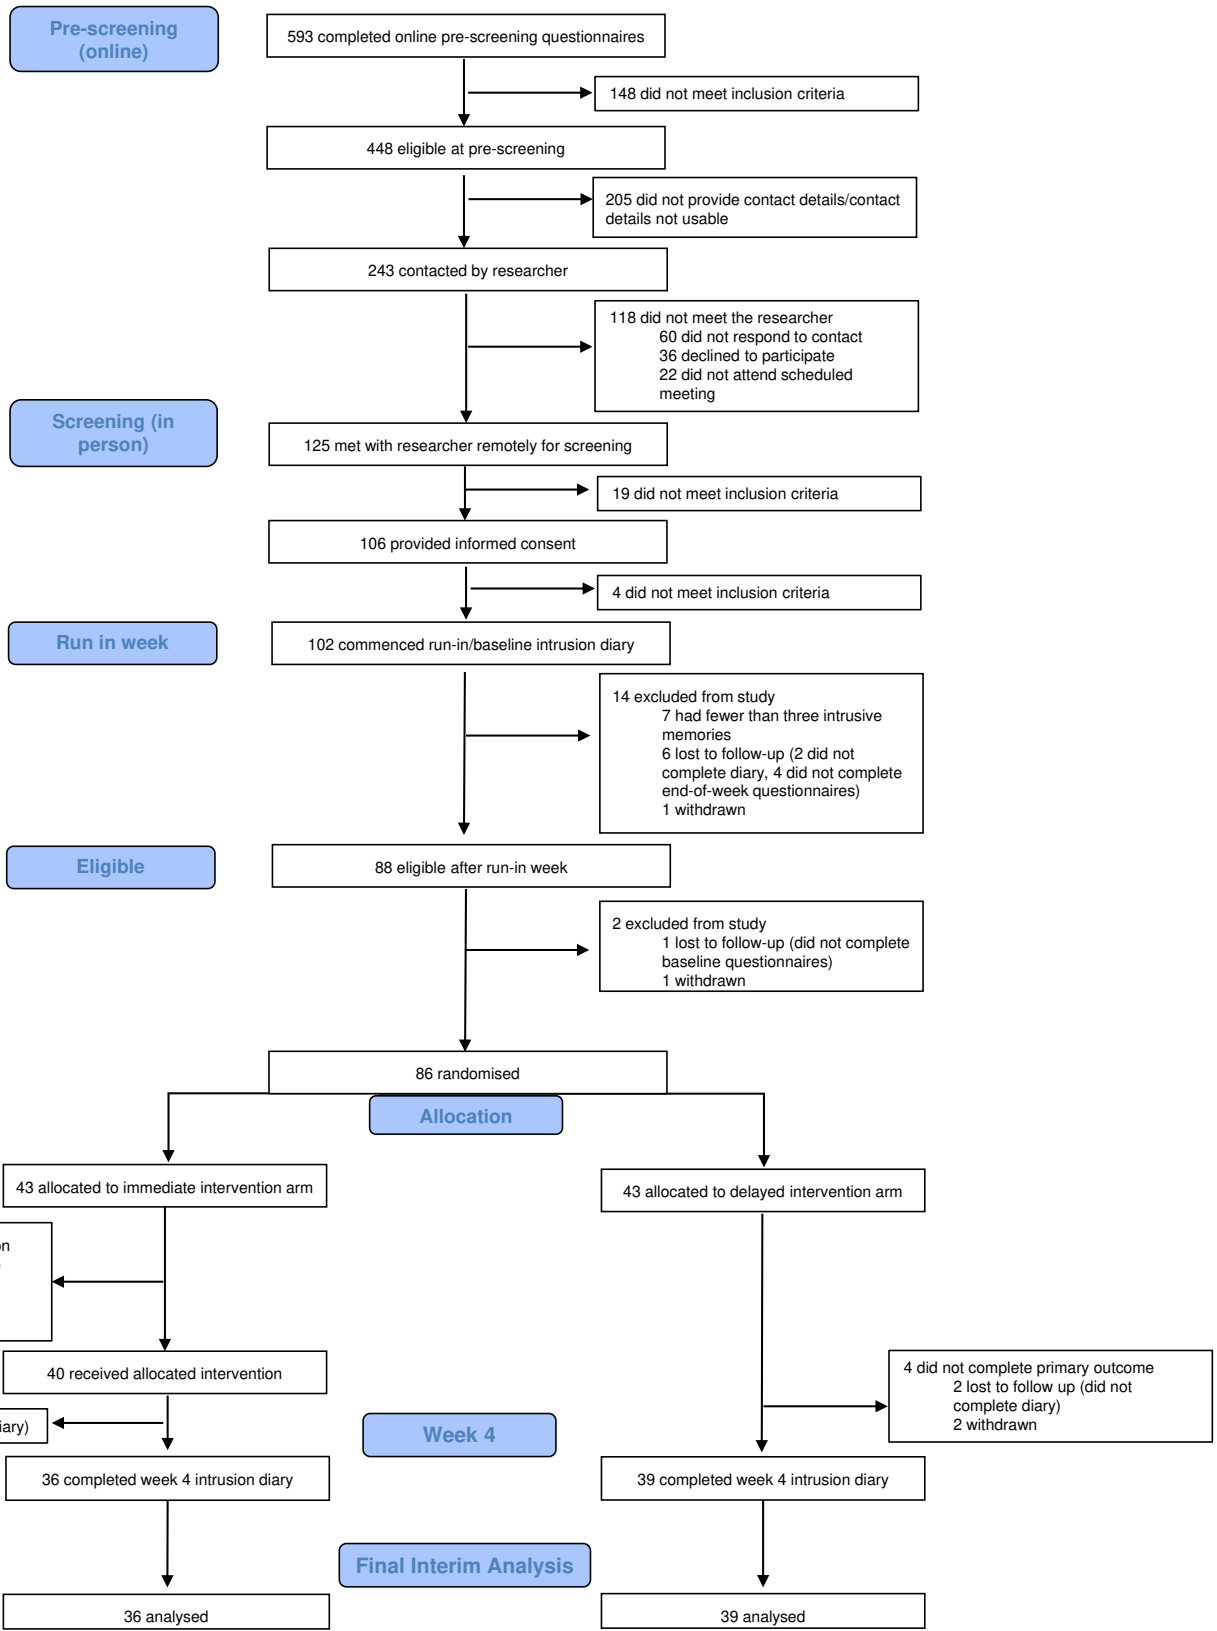 Pre-screening
(online)
593 completed online pre-screening questionnaires
148 did not meet inclusion criteria
448 eligible at pre-screening
205 did not provide contact details/contact
details not usable
243 contacted by researcher
118 did not meet the researcher
60 did not respond to contact
36 declined to participate
22 did not attend scheduled
meeting
Screening (in
person)
125 met with researcher remotely for screening
19 did not meet inclusion criteria
106 provided informed consent
4 did not meet inclusion criteria
Run in week
102 commenced run-in/baseline intrusion diary
14 excluded from study
7 had fewer than three intrusive
memories
6 lost to follow-up (2 did not
complete diary, 4 did not complete
end-of-week questionnaires)
1 withdrawn
Eligible
88 eligible after run-in week
2 excluded from study
1 lost to follow-up (did not complete
baseline questionnaires)
1 withdrawn
86 randomised
Allocation
43 allocated to immediate intervention arm
43 allocated to delayed intervention arm
on
40 received allocated intervention
4 did not complete primary outcome
2 lost to follow up (did not
complete diary)
2 withdrawn
iary)
Week 4
36 completed week 4 intrusion diary
39 completed week 4 intrusion diary
Final Interim Analysis
36 analysed
39 analysed